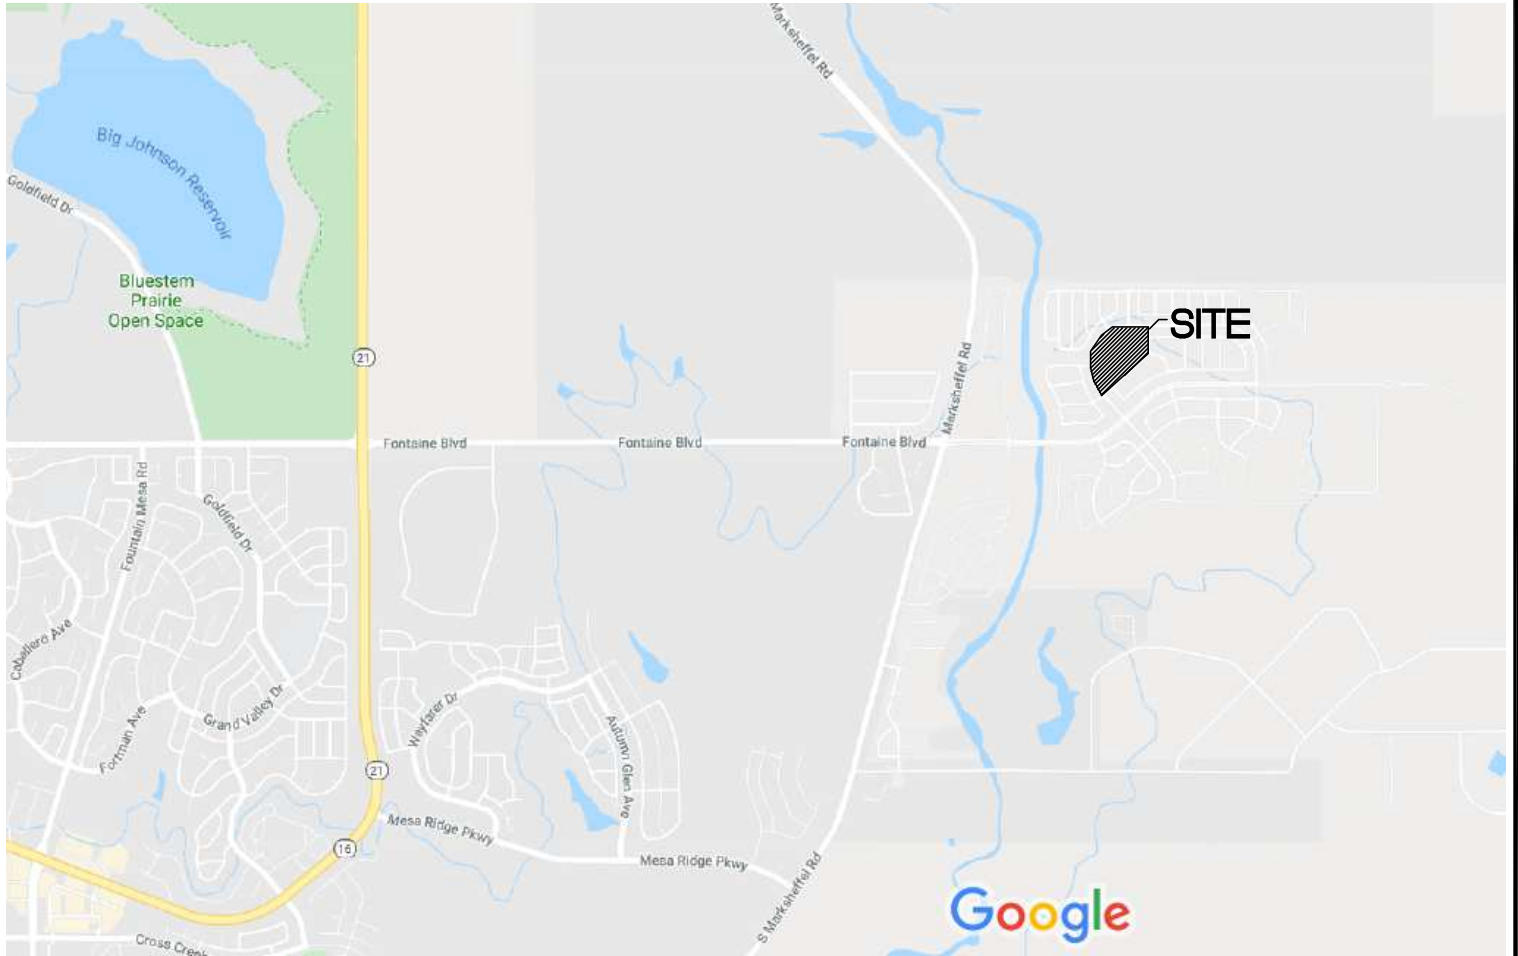 Marksheffel Rd
Big Johnson Reservoir
Goldfield Dr
Bluestem
Prairie
Open Space
SITE
21
Marksheffel Rd
Fontaine Blvd
Fontaine Blvd
Fontaine Blvd
Fountain Mesa Rd
Goldfield Dr
Caballero Ave
Grand Valley Dr
Wayfarer Dr
Fortman Ave
Autumn Glen Ave
21
Mesa Ridge Pkwy
16
Mesa Ridge Pkwy
S Marksheffel Rd
Google
Cross Creek